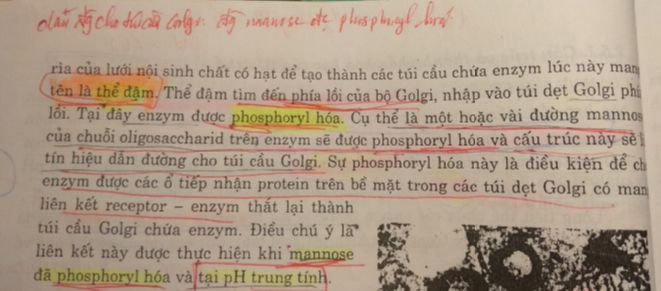 dấu đg cho túi cầu Golgi: đg mannose đc phosphoryl hoá
rìa của lưới nội sinh chất có hạt để tạo thành các túi cầu chứa enzym lúc này man
tên là thể đậm. Thể đậm tìm đến phía lồi của bộ Golgi, nhập vào túi dẹt Golgi phí
lồi. Tại đây enzym được phosphoryl hóa. Cụ thể là một hoặc vài đường mannos
của chuỗi oligosaccharid trên enzym sẽ được phosphoryl hóa và cấu trúc này sẽ l
tín hiệu dẫn đường cho túi cầu Golgi. Sự phosphoryl hóa này là điều kiện để ch
enzym được các ổ tiếp nhận protein trên bề mặt trong các túi dẹt Golgi có man
liên kết receptor – enzym thắt lại thành
túi cầu Golgi chứa enzym. Điều chú ý là
liên kết này được thực hiện khi mannose
đã phosphoryl hóa và tại pH trung tính.